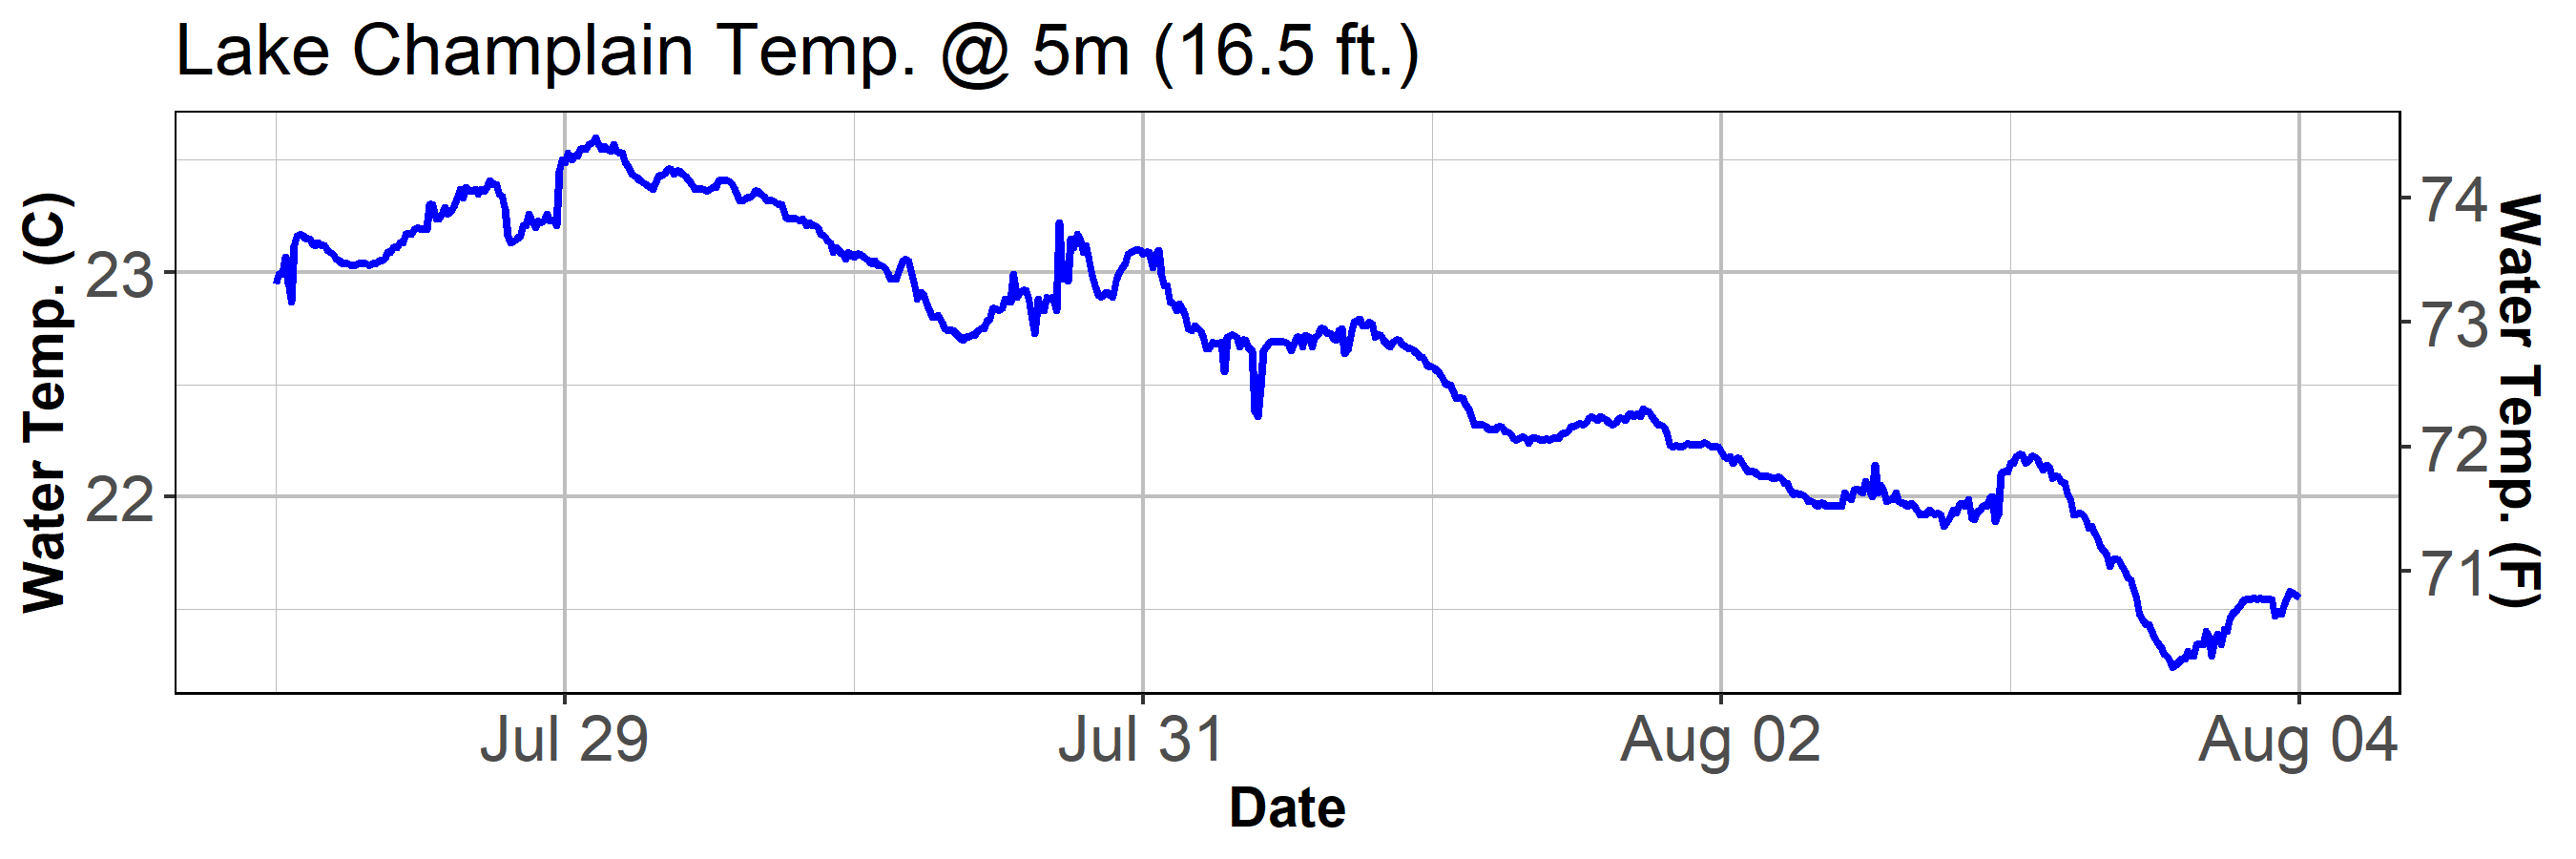 Lake Champlain Temp. @ 5m (16.5 ft.)
Water Temp. (C)
23
22
74
73
72
71
Water Temp. (F)
Jul 29
Jul 31
Aug 02
Aug 04
Date